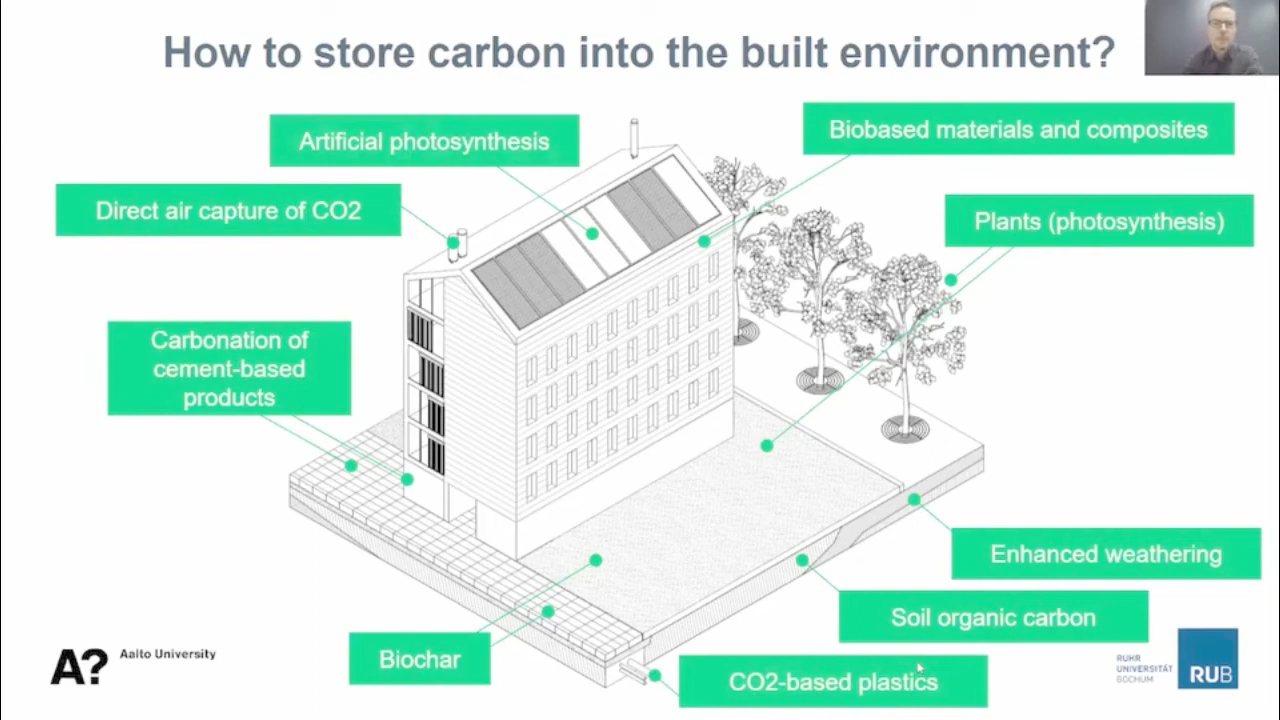 How to store carbon into the built environment?
Artificial photosynthesis
Biobased materials and composites
Direct air capture of CO2
Plants (photosynthesis)
Carbonation of
cement-based
products
Enhanced weathering
Soil organic carbon
Biochar
CO2-based plastics
A?
Aalto University
RUHR
UNIVERSITÄT
BOCHUM
RUB